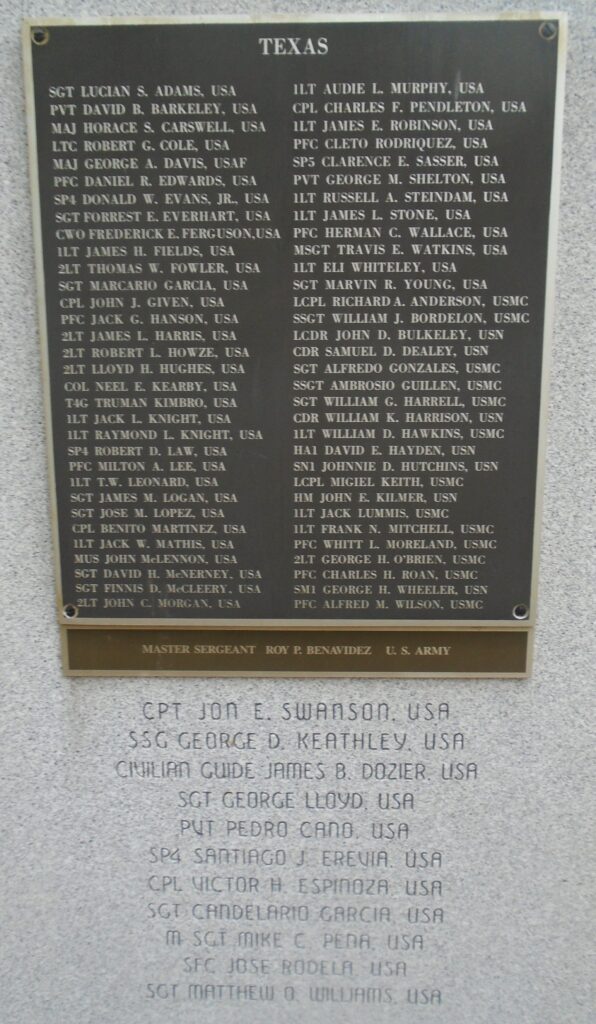 TEXAS
SGT LUCIAN S. ADAMS, USA
PVT DAVID B. BARKELEY, USA
MAJ HORACE S. CARSWELL, USA
LTC ROBERT G. COLE, USA
MAJ GEORGE A. DAVIS, USAF
PFC DANIEL R. EDWARDS, USA
SP4 DONALD W. EVANS, JR., USA
SGT FORREST E. EVERHART, USA
CWO FREDERICK E. FERGUSON,USA
1LT JAMES H. FIELDS, USA
2LT THOMAS W. FOWLER, USA
SGT MARCARIO GARCIA, USA
CPL JOHN J. GIVEN, USA
PFC JACK G. HANSON, USA
2LT JAMES L. HARRIS, USA
2LT ROBERT L. HOWZE, USA
2LT LLOYD H. HUGHES, USA
COL NEEL E. KEARBY, USA
T4G TRUMAN KIMBRO, USA
1LT JACK L. KNIGHT, USA
1LT RAYMOND L. KNIGHT, USA
SP4 ROBERT D. LAW, USA
PFC MILTON A. LEE, USA
1LT T.W. LEONARD, USA
SGT JAMES M. LOGAN, USA
SGT JOSE M. LOPEZ, USA
CPL BENITO MARTINEZ, USA
1LT JACK W. MATHIS, USA
MUS JOHN McLENNON, USA
SGT DAVID H. McNERNEY, USA
SGT FINNIS D. McCLEERY, USA
2LT JOHN C. MORGAN, USA
1LT AUDIE L. MURPHY, USA
CPL CHARLES F. PENDLETON, USA
1LT JAMES E. ROBINSON, USA
PFC CLETO RODRIQUEZ, USA
SP5 CLARENCE E. SASSER, USA
PVT GEORGE M. SHELTON, USA
1LT RUSSELL A. STEINDAM, USA
1LT JAMES L. STONE, USA
PFC HERMAN C. WALLACE, USA
MSGT TRAVIS E. WATKINS, USA
1LT ELI WHITELEY, USA
SGT MARVIN R. YOUNG, USA
LCPL RICHARD A. ANDERSON, USMC
SSGT WILLIAM J. BORDELON, USMC
LCDR JOHN D. BULKELEY, USN
CDR SAMUEL D. DEALEY, USN
SGT ALFREDO GONZALES, USMC
SSGT AMBROSIO GUILLEN, USMC
SGT WILLIAM G. HARRELL, USMC
CDR WILLIAM K. HARRISON, USN
1LT WILLIAM D. HAWKINS, USMC
HA1 DAVID E. HAYDEN, USN
SN1 JOHNNIE D. HUTCHINS, USN
LCPL MIGIEL KEITH, USMC
HM JOHN E. KILMER, USN
1LT JACK LUMMIS, USMC
1LT FRANK N. MITCHELL, USMC
PFC WHITT L. MORELAND, USMC
2LT GEORGE H. O'BRIEN, USMC
PFC CHARLES H. ROAN, USMC
SM1 GEORGE H. WHEELER, USN
PFC ALFRED M. WILSON, USMC
MASTER SERGEANT ROY P. BENAVIDEZ U. S. ARMY
CPT JON E. SWANSON, USA
SSG GEORGE D. KEATHLEY, USA
CIVILIAN GUIDE JAMES B. DOZIER, USA
SGT GEORGE LLOYD, USA
PVT PEDRO CANO, USA
SP4 SANTIAGO J. EREVIA, USA
CPL VICTOR H. ESPINOZA, USA
SGT CANDELARIO GARCIA, USA
M SGT MIKE C. PENA, USA
SFC JOSE RODELA, USA
SGT MATTHEW O. WILLIAMS, USA